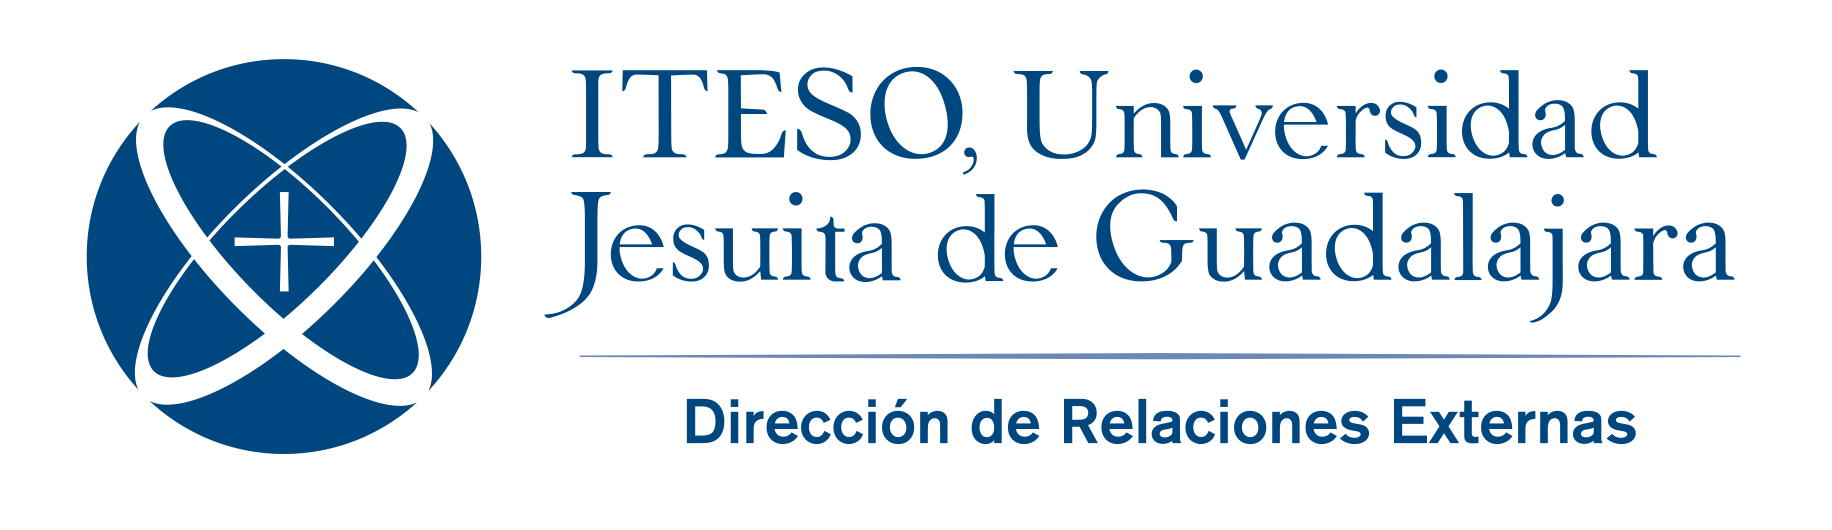 ITESO, Universidad
Jesuita de Guadalajara
Dirección de Relaciones Externas